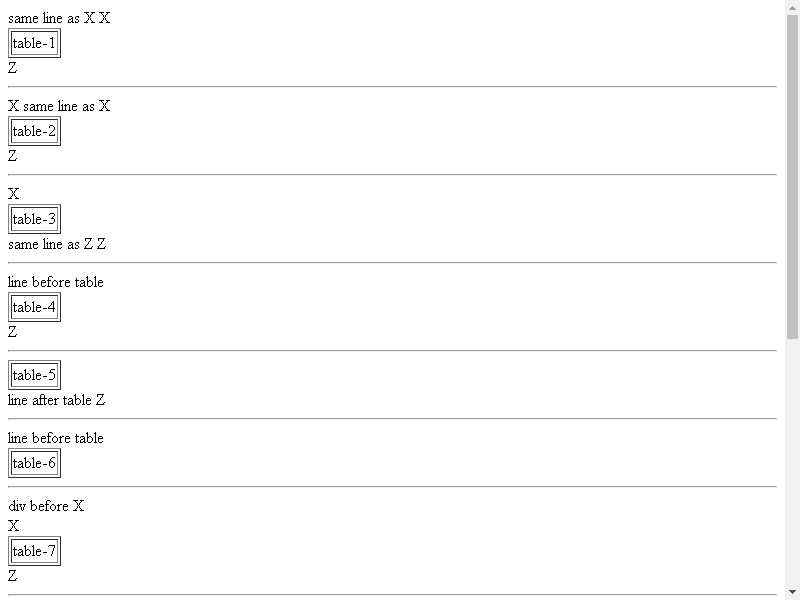 same line as X X
table-1
Z
X same line as X
table-2
Z
X
table-3
same line as Z Z
line before table
table-4
Z
table-5
line after table Z
line before table
table-6
div before X
X
table-7
Z